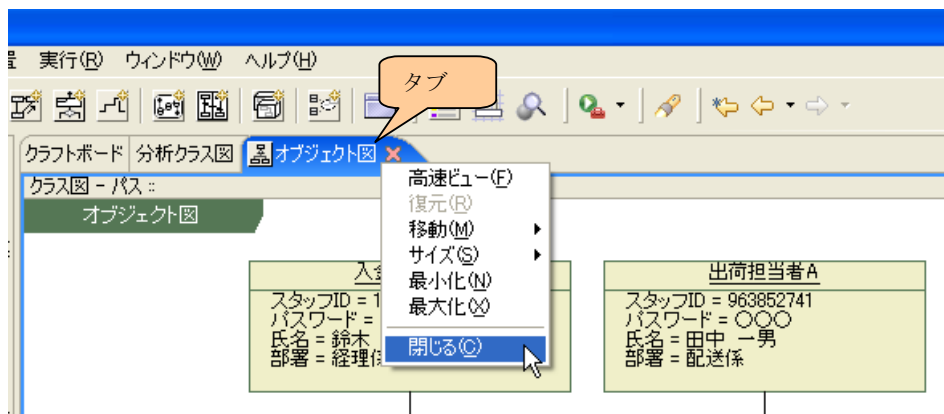 実行(R) ウィンドウ(W) ヘルプ(H)
タブ
クラフトボード 分析クラス図 オブジェクト図
クラス図 - パス ::
オブジェクト図
高速ビュー(F)
復元(R)
移動(M)
サイズ(S)
最小化(N)
最大化(X)
閉じる(C)
スタッフID = 1
パスワード =
氏名 = 鈴木
部署 = 経理係
出荷担当者A
スタッフID = 963852741
パスワード = 〇〇〇
氏名 = 田中 一男
部署 = 配送係